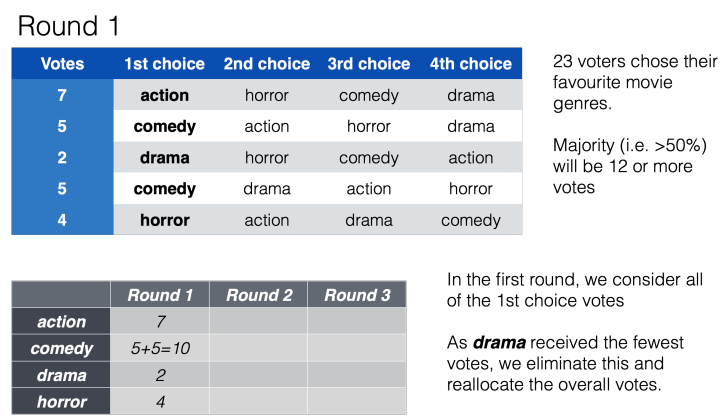 Round 1
Votes 1st choice 2nd choice 3rd choice 4th choice
7 action horror comedy drama
5 comedy action horror drama
2 drama horror comedy action
5 comedy drama action horror
4 horror action drama comedy
23 voters chose their
favourite movie
genres.
Majority (i.e. >50%)
will be 12 or more
votes
Round 1 Round 2 Round 3
action 7
comedy 5+5=10
drama 2
horror 4
In the first round, we consider all
of the 1st choice votes
As drama received the fewest
votes, we eliminate this and
reallocate the overall votes.